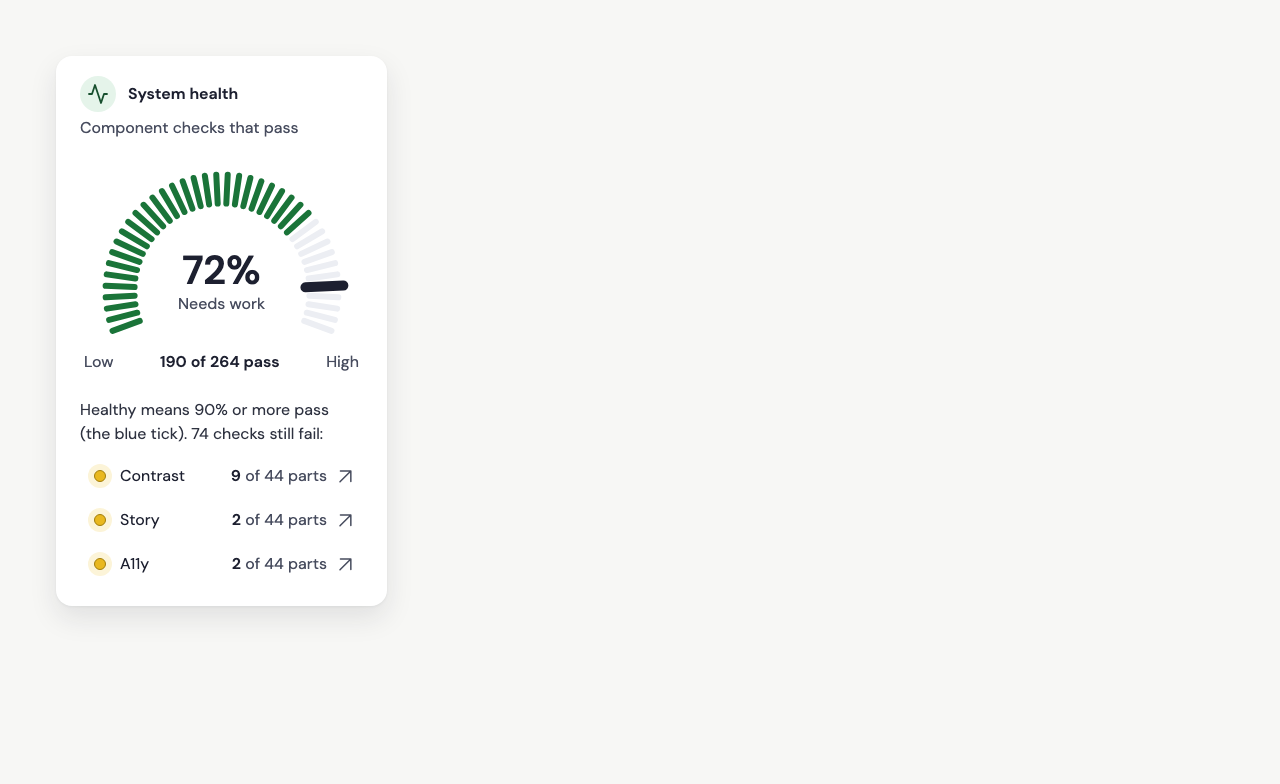 System health
Component checks that pass
72%
Needs work
Low 190 of 264 pass High
Healthy means 90% or more pass
(the blue tick). 74 checks still fail:
Contrast 9 of 44 parts
Story 2 of 44 parts
A11y 2 of 44 parts